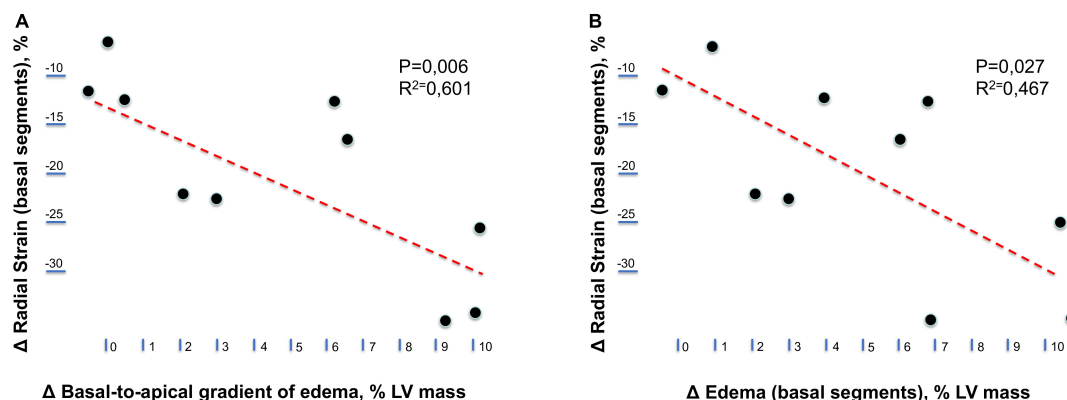 A
Δ Radial Strain (basal segments), %
-10
-15
-20
-25
-30
P=0,006
R²=0,601
0 1 2 3 4 5 6 7 8 9 10
Δ Basal-to-apical gradient of edema, % LV mass
B
Δ Radial Strain (basal segments), %
-10
-15
-20
-25
-30
P=0,027
R²=0,467
0 1 2 3 4 5 6 7 8 9 10
Δ Edema (basal segments), % LV mass